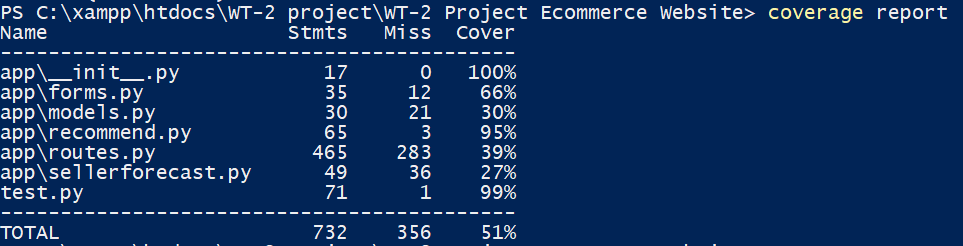 PS C:\xampp\htdocs\WT-2 project\WT-2 Project Ecommerce Website> coverage report
Name Stmts Miss Cover
--------------------------------------------
app\__init__.py 17 0 100%
app\forms.py 35 12 66%
app\models.py 30 21 30%
app\recommend.py 65 3 95%
app\routes.py 465 283 39%
app\sellerforecast.py 49 36 27%
test.py 71 1 99%
--------------------------------------------
TOTAL 732 356 51%